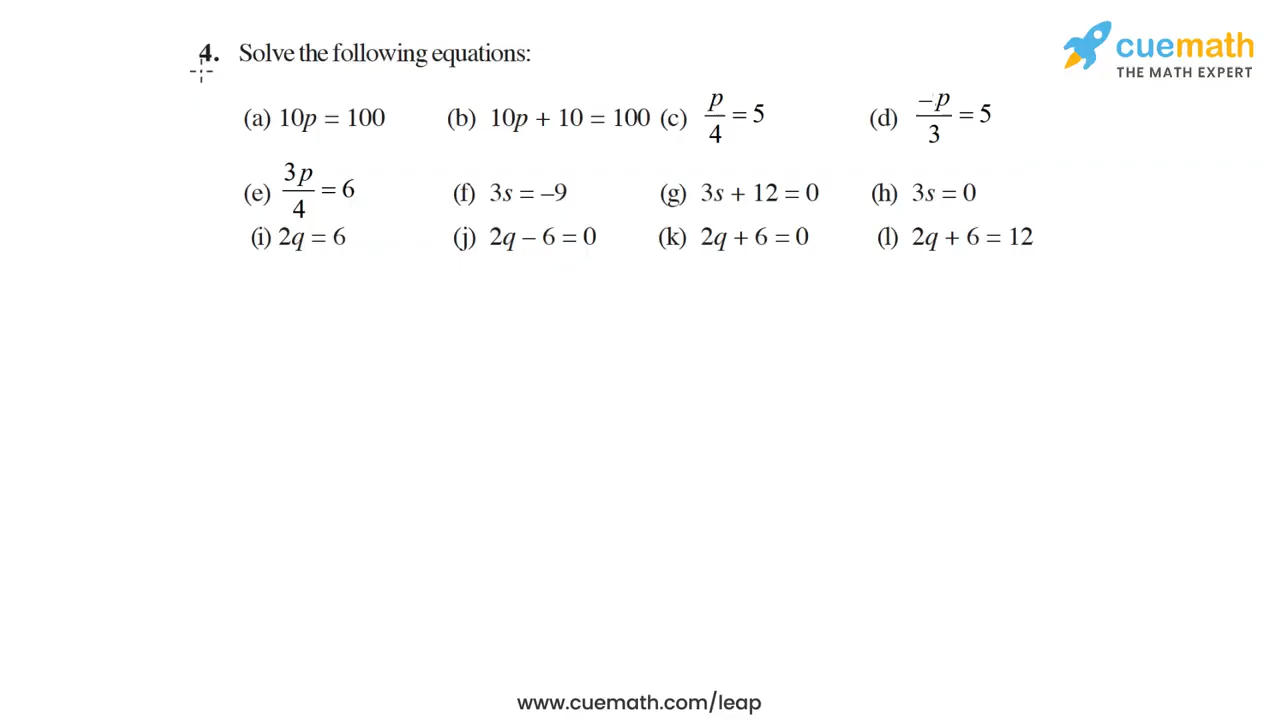 cuemath
THE MATH EXPERT
4. Solve the following equations:
(a) 10p = 100 (b) 10p + 10 = 100 (c) p/4 = 5 (d) –p/3 = 5
(e) 3p/4 = 6 (f) 3s = –9 (g) 3s + 12 = 0 (h) 3s = 0
(i) 2q = 6 (j) 2q – 6 = 0 (k) 2q + 6 = 0 (l) 2q + 6 = 12
www.cuemath.com/leap